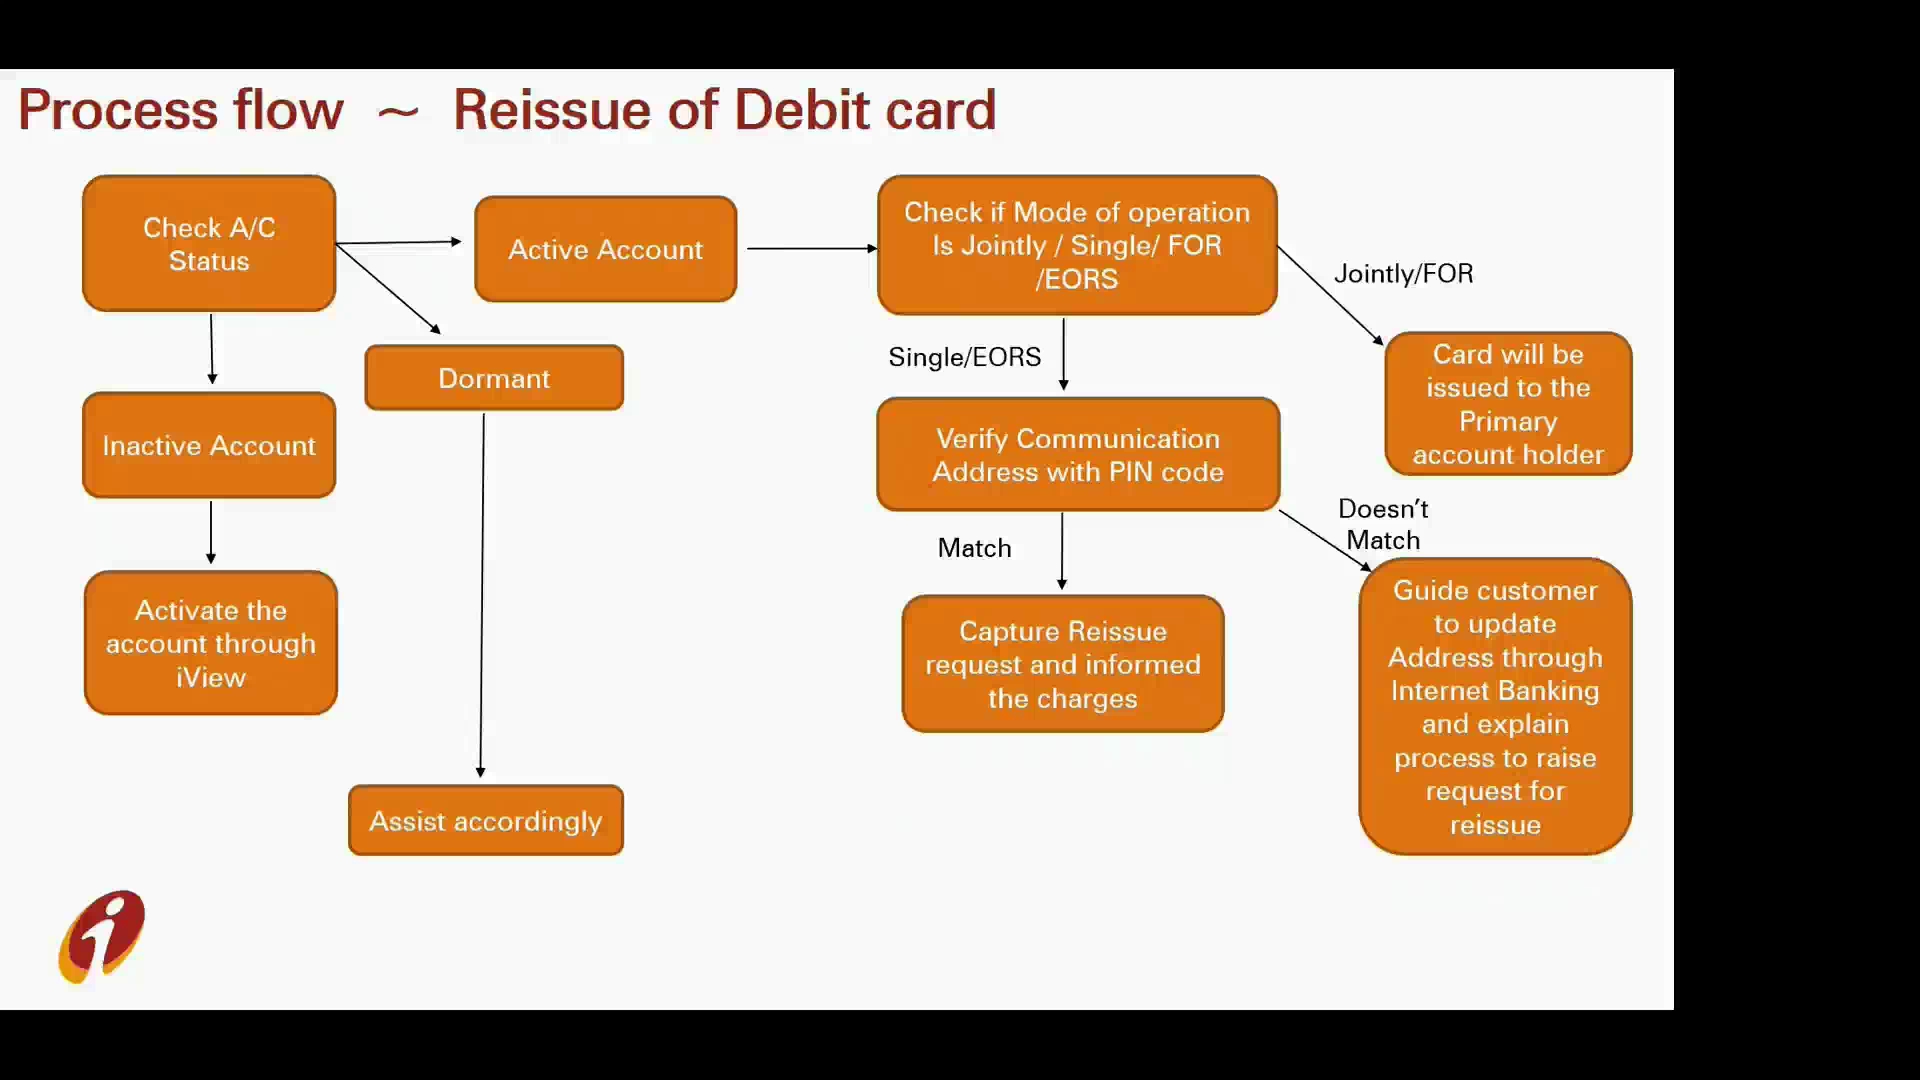 Process flow ~ Reissue of Debit card
Check A/C
Status
Active Account
Check if Mode of operation
Is Jointly / Single/ FOR
/EORS
Jointly/FOR
Card will be
issued to the
Primary
account holder
Single/EORS
Dormant
Inactive Account
Verify Communication
Address with PIN code
Doesn't
Match
Match
Activate the
account through
iView
Capture Reissue
request and informed
the charges
Guide customer
to update
Address through
Internet Banking
and explain
process to raise
request for
reissue
Assist accordingly